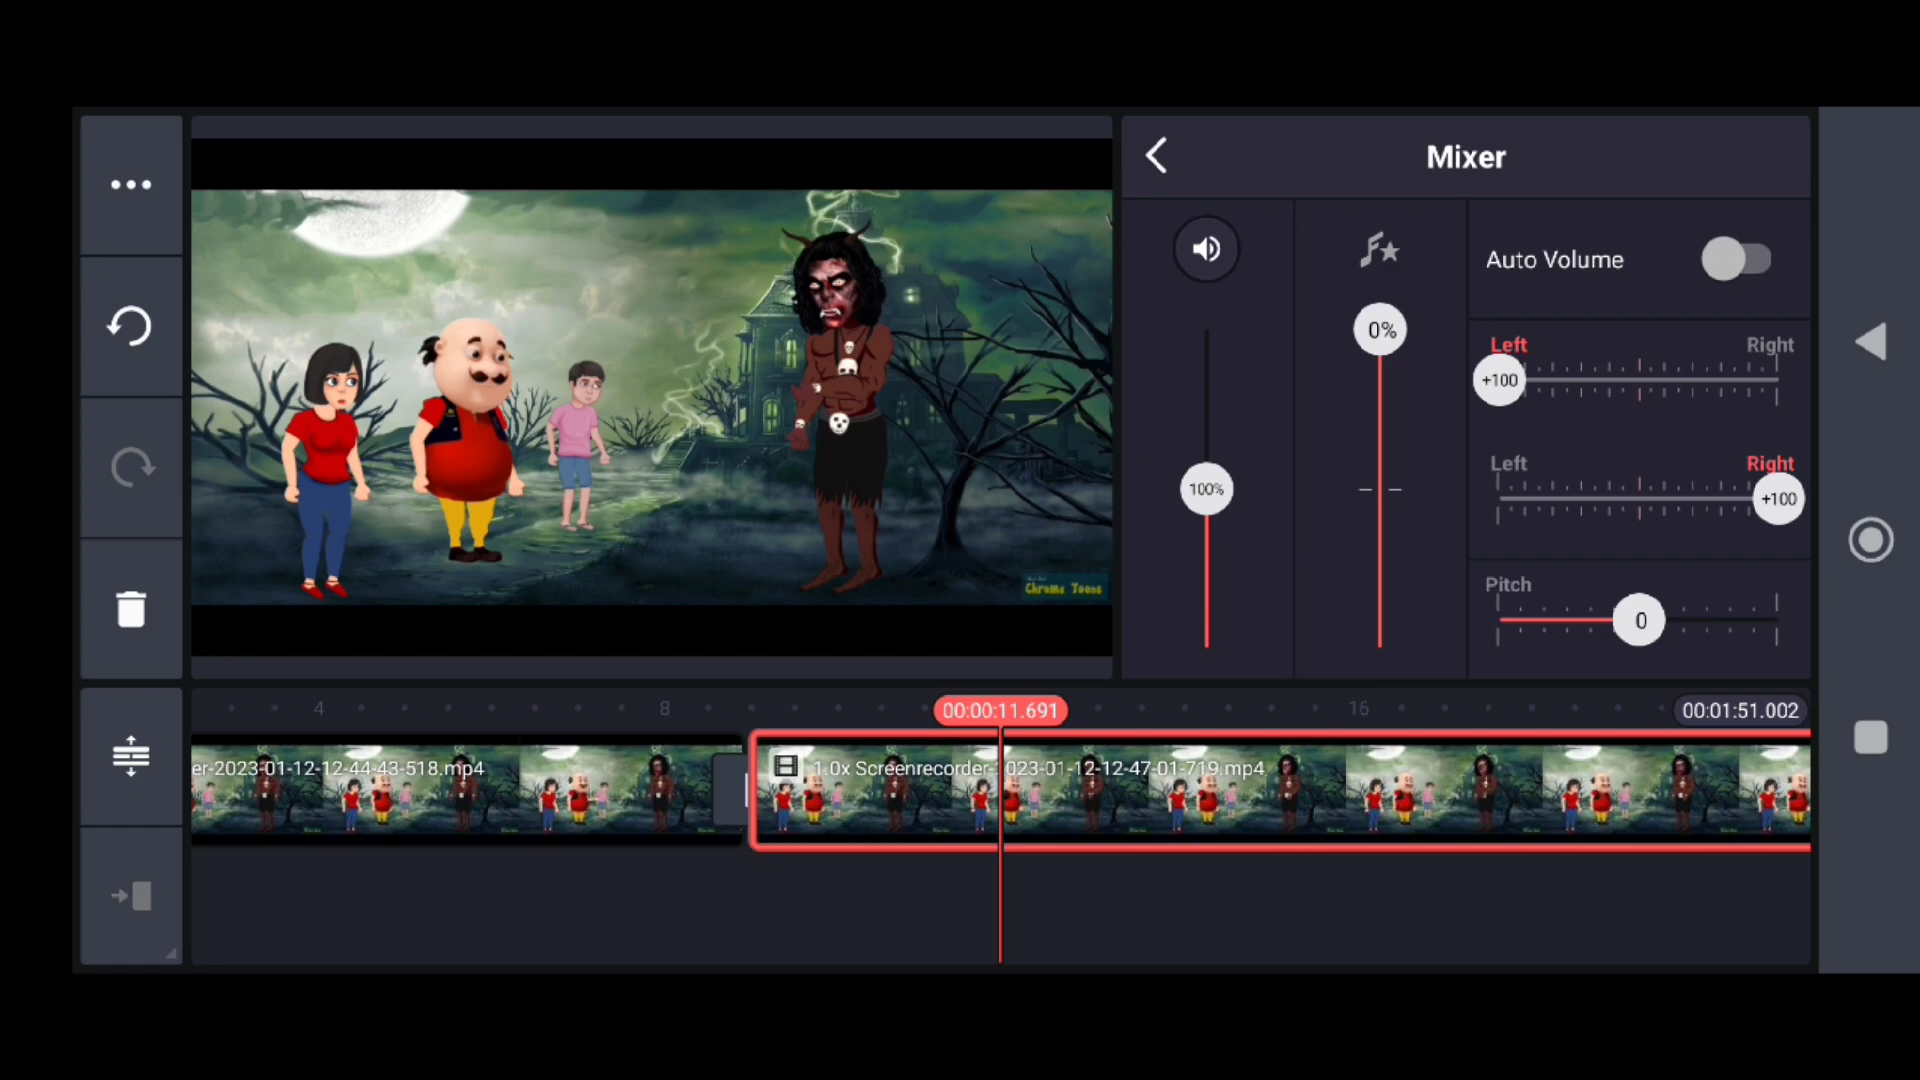 Mixer
Auto Volume
0%
100%
Left Right
+100
Left Right
+100
Pitch
0
Chroma Toons
4 8 00:00:11.691 16 00:01:51.002
er-2023-01-12-12-44-43-518.mp4
1.0x Screenrecorder-2023-01-12-12-47-01-719.mp4